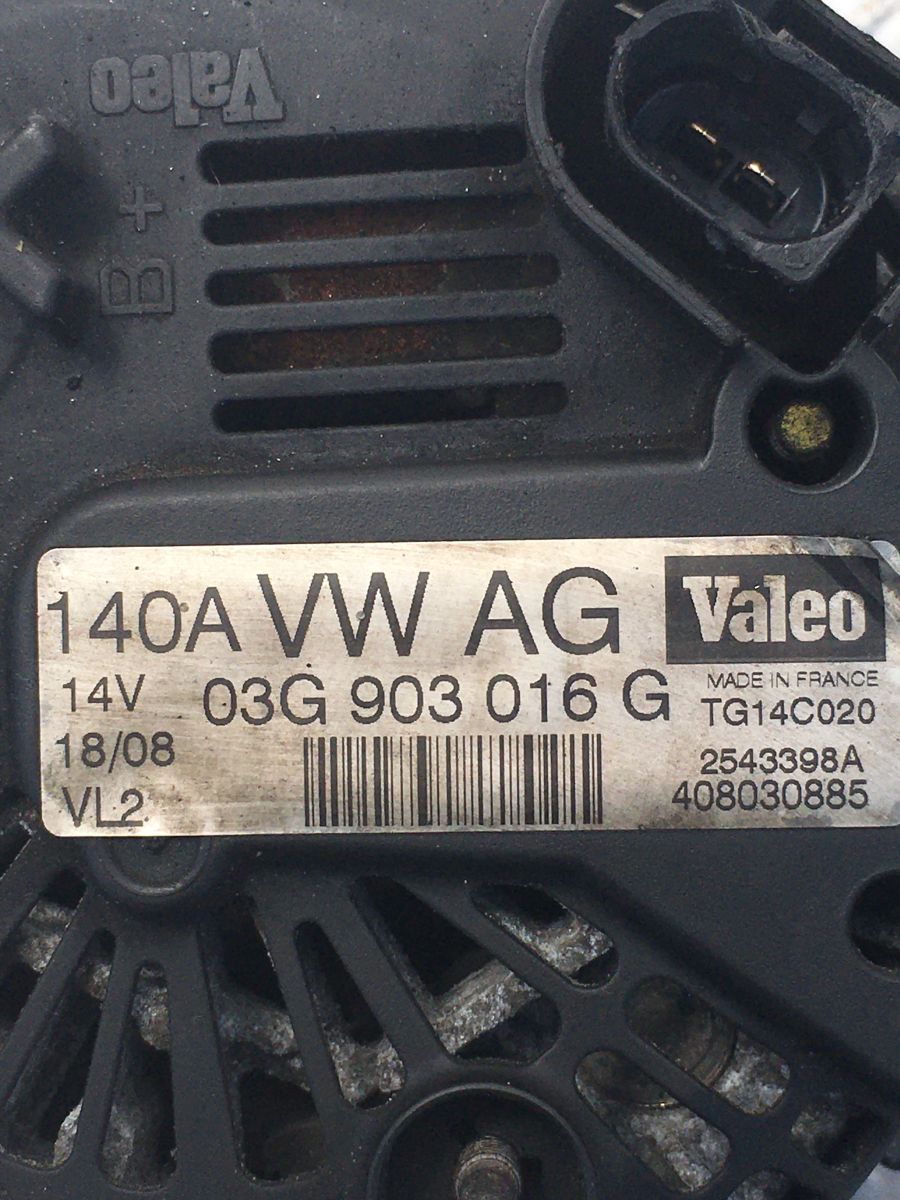 Valeo
B+
140A VW AG Valeo
14V 03G 903 016 G MADE IN FRANCE
TG14C020
18/08 2543398A
VL2 408030885